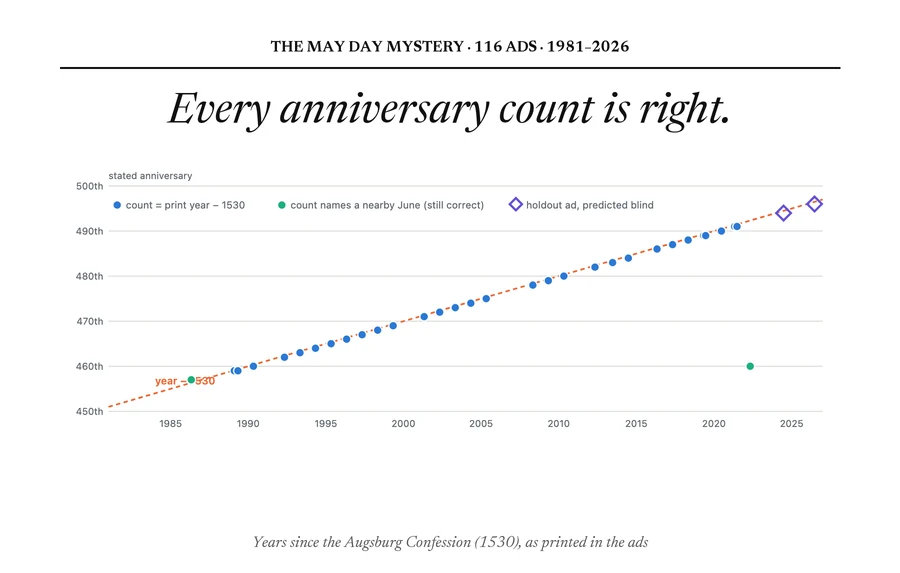 THE MAY DAY MYSTERY · 116 ADS · 1981–2026
Every anniversary count is right.
stated anniversary
500th
count = print year − 1530
count names a nearby June (still correct)
holdout ad, predicted blind
490th
480th
470th
460th
year − 1530
450th
1985
1990
1995
2000
2005
2010
2015
2020
2025
Years since the Augsburg Confession (1530), as printed in the ads